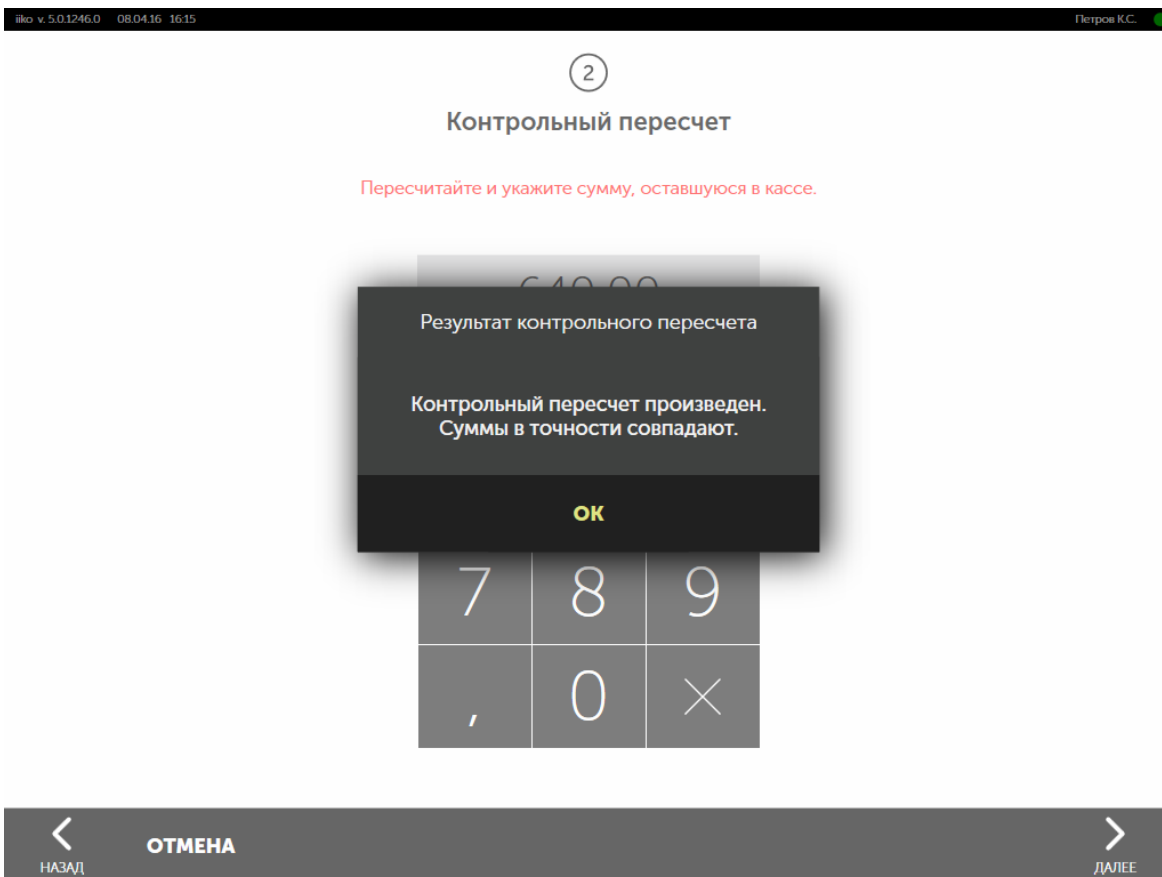 iiko v. 5.0.1246.0 08.04.16 16:15 Петров К.С.
2
Контрольный пересчет
Пересчитайте и укажите сумму, оставшуюся в кассе.
Результат контрольного пересчета
Контрольный пересчет произведен.
Суммы в точности совпадают.
ОК
7 8 9
, 0 ×
НАЗАД ОТМЕНА ДАЛЕЕ